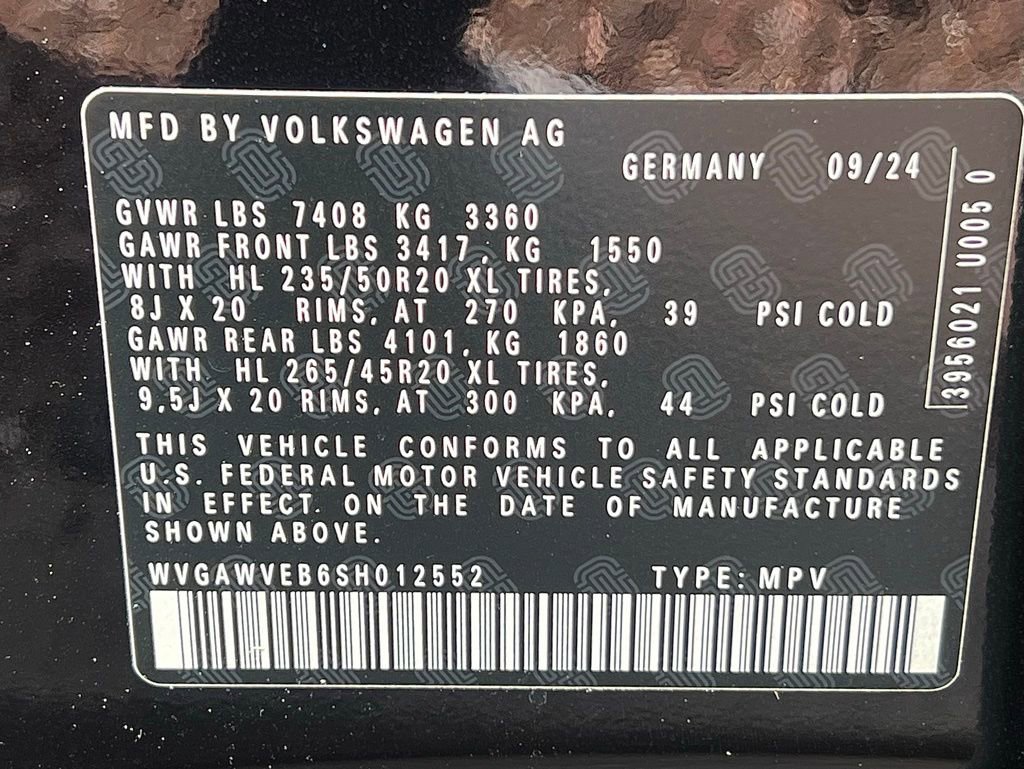 MFD BY VOLKSWAGEN AG
GERMANY 09/24
GVWR LBS 7408 KG 3360
GAWR FRONT LBS 3417, KG 1550
WITH HL 235/50R20 XL TIRES,
8J X 20 RIMS, AT 270 KPA, 39 PSI COLD
GAWR REAR LBS 4101, KG 1860
WITH HL 265/45R20 XL TIRES,
9,5J X 20 RIMS, AT 300 KPA, 44 PSI COLD
THIS VEHICLE CONFORMS TO ALL APPLICABLE
U.S. FEDERAL MOTOR VEHICLE SAFETY STANDARDS
IN EFFECT. ON THE DATE OF MANUFACTURE
SHOWN ABOVE.
WVGAWVEB6SH012552 TYPE: MPV
3956021 U005 0